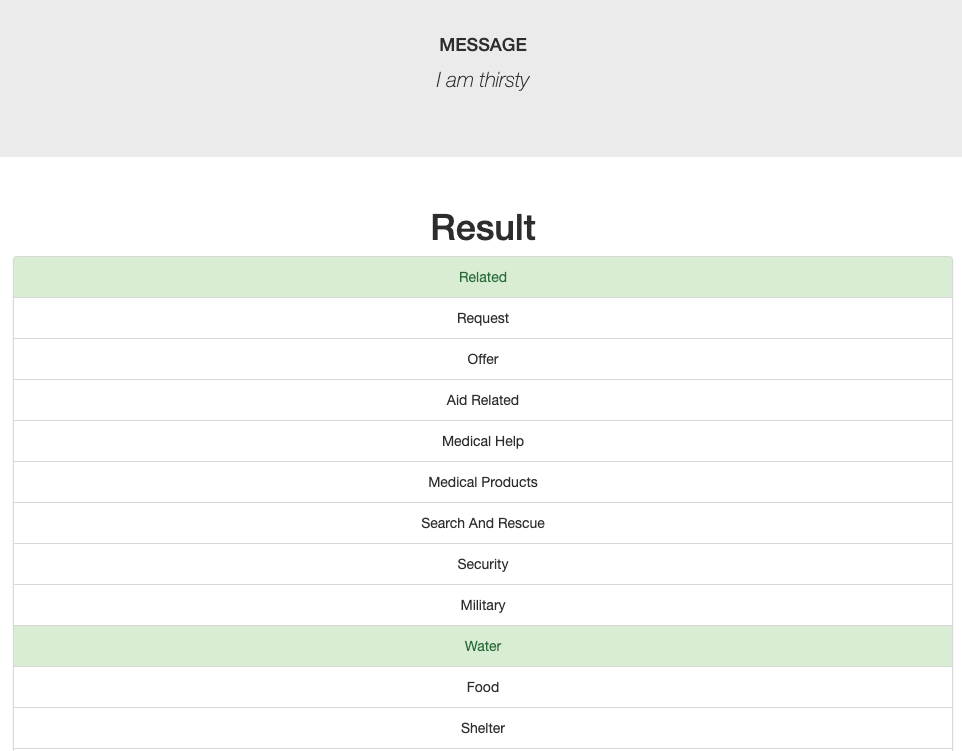 MESSAGE
I am thirsty
Result
Related
Request
Offer
Aid Related
Medical Help
Medical Products
Search And Rescue
Security
Military
Water
Food
Shelter